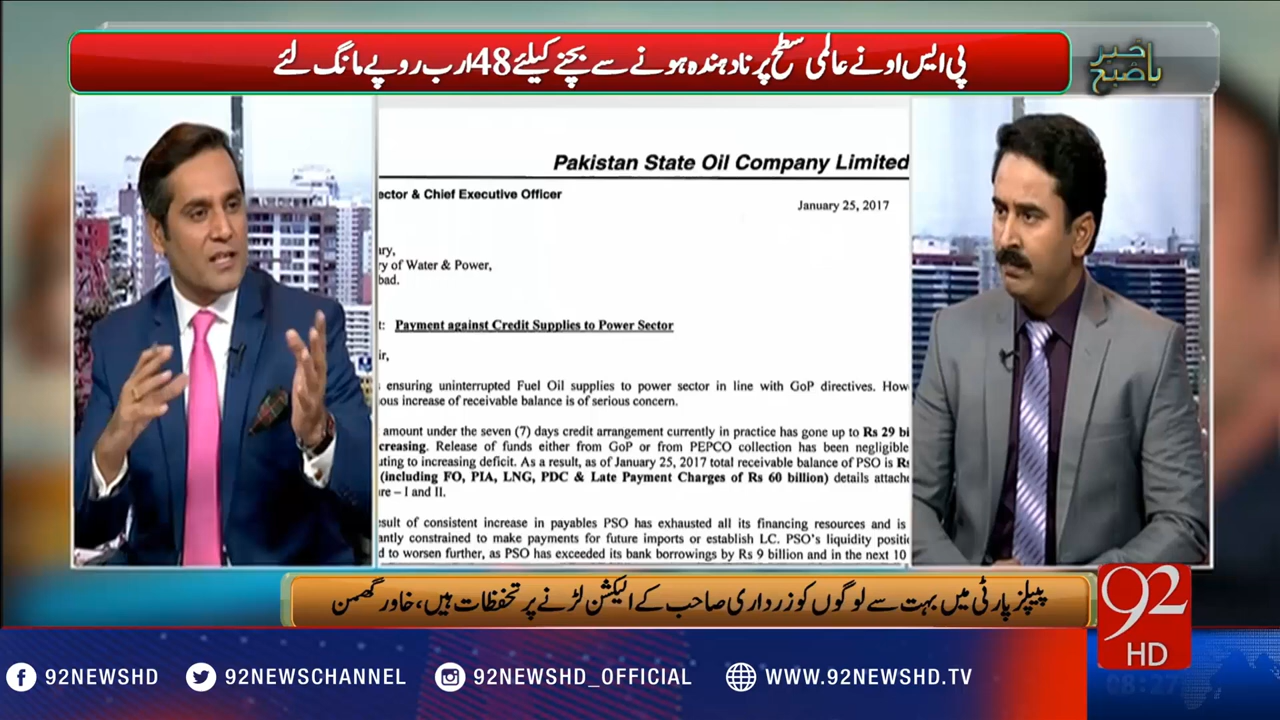 پی ایس او نے عالمی سطح پر نادہندہ ہونے سے بچنے کیلئے 48 ارب روپے مانگ لئے
باخبر صبح
Pakistan State Oil Company Limited
ector & Chief Executive Officer
January 25, 2017
ary,
ry of Water & Power,
bad.
t: Payment against Credit Supplies to Power Sector
ir,
ensuring uninterrupted Fuel Oil supplies to power sector in line with GoP directives. How
ious increase of receivable balance is of serious concern.
amount under the seven (7) days credit arrangement currently in practice has gone up to Rs 29 bi
creasing. Release of funds either from GoP or from PEPCO collection has been negligible
ting to increasing deficit. As a result, as of January 25, 2017 total receivable balance of PSO is Rs
(including FO, PIA, LNG, PDC & Late Payment Charges of Rs 60 billion) details attache
re – I and II.
sult of consistent increase in payables PSO has exhausted all its financing resources and is
antly constrained to make payments for future imports or establish LC. PSO's liquidity positi
d to worsen further, as PSO has exceeded its bank borrowings by Rs 9 billion and in the next 10
پیپلز پارٹی میں بہت سے لوگوں کو زرداری صاحب کے الیکشن لڑنے پر تحفظات ہیں، خاور گھمن
92
HD
08:27
92NEWSHD 92NEWSCHANNEL 92NEWSHD_OFFICIAL WWW.92NEWSHD.TV